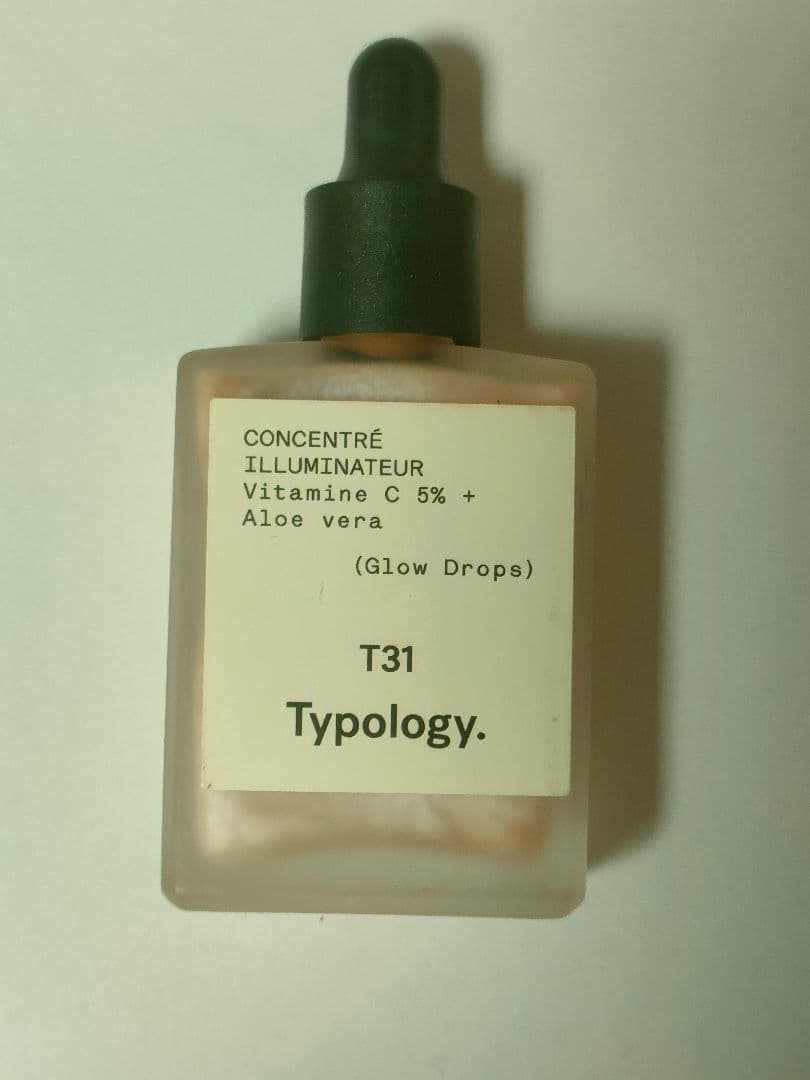 CONCENTRÉ
ILLUMINATEUR
Vitamine C 5% +
Aloe vera
(Glow Drops)
T31
Typology.